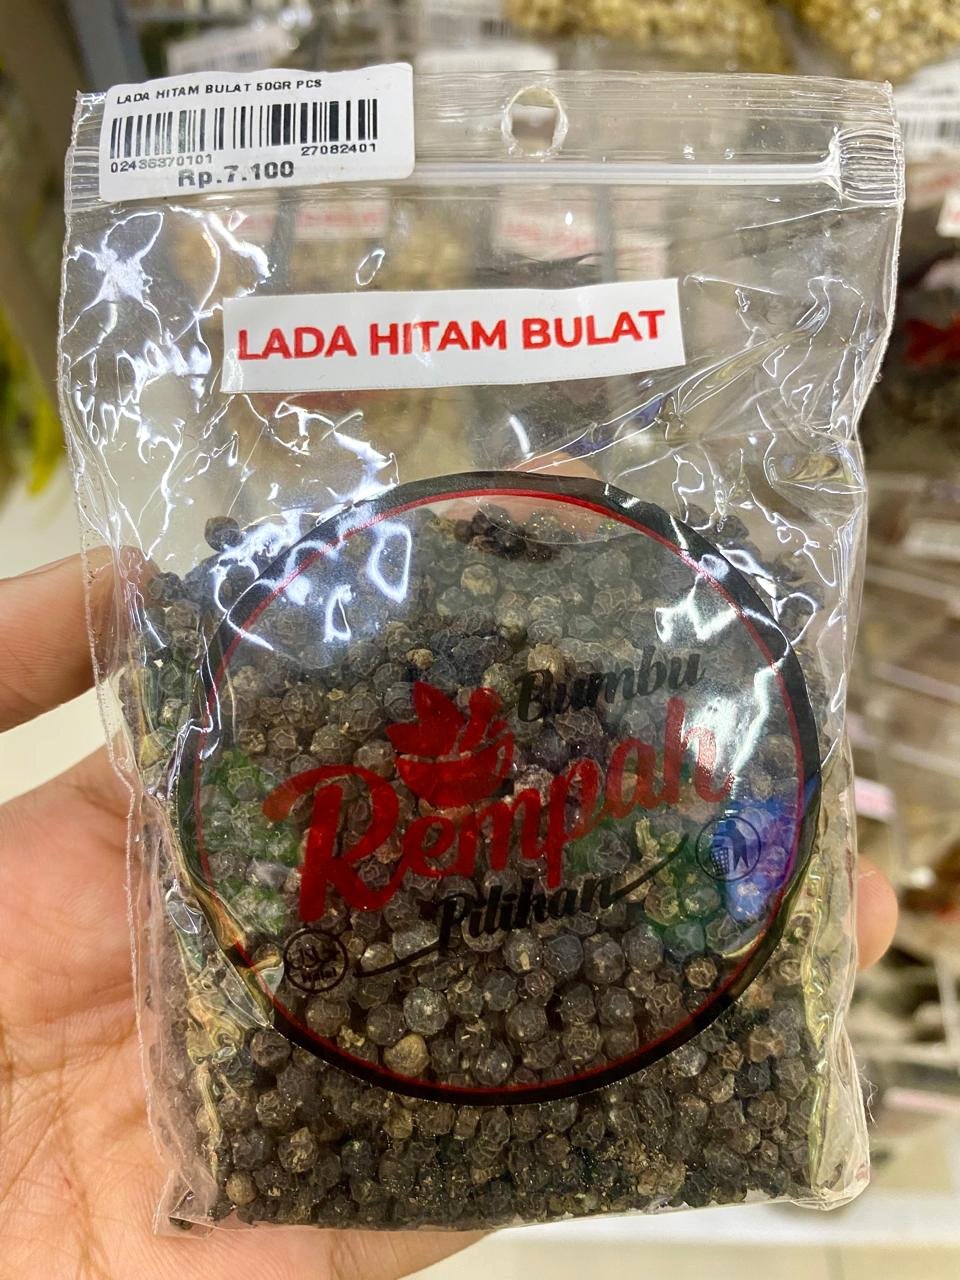 LADA HITAM BULAT 50GR PCS
02436370101 27082401
Rp.7.100
LADA HITAM BULAT
Bumbu
Rempah
Pilihan